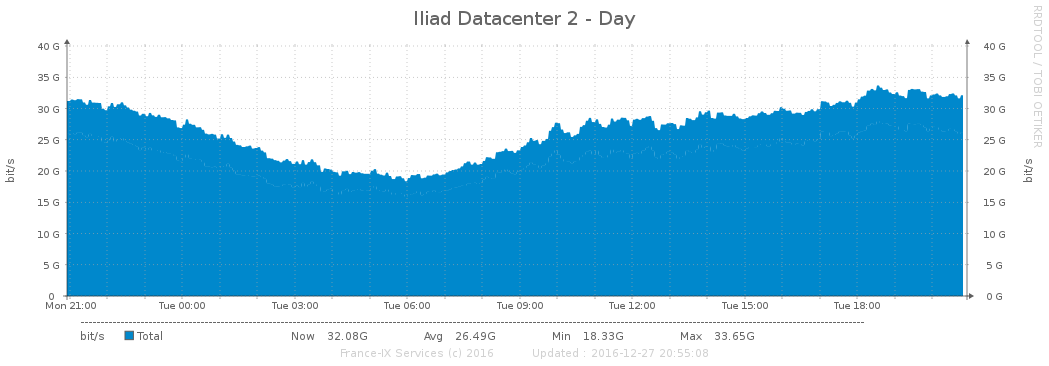 Iliad Datacenter 2 - Day
RRDTOOL / TOBI OETIKER
40 G 40 G
35 G 35 G
30 G 30 G
25 G 25 G
20 G 20 G
15 G 15 G
10 G 10 G
5 G 5 G
0 0 G
bit/s bit/s
Mon 21:00 Tue 00:00 Tue 03:00 Tue 06:00 Tue 09:00 Tue 12:00 Tue 15:00 Tue 18:00
bit/s Total Now 32.08G Avg 26.49G Min 18.33G Max 33.65G
France-IX Services (c) 2016 Updated : 2016-12-27 20:55:08